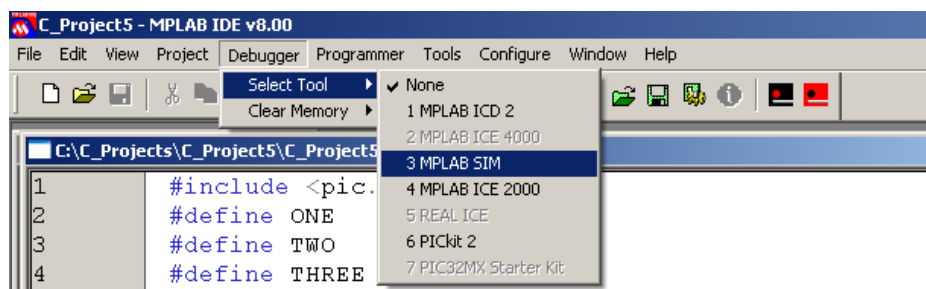 C_Project5 - MPLAB IDE v8.00
File Edit View Project Debugger Programmer Tools Configure Window Help
Select Tool
Clear Memory
None
1 MPLAB ICD 2
2 MPLAB ICE 4000
3 MPLAB SIM
4 MPLAB ICE 2000
5 REAL ICE
6 PICkit 2
7 PIC32MX Starter Kit
C:\C_Projects\C_Project5\C_Project5
1 #include <pic.
2 #define ONE
3 #define TWO
4 #define THREE